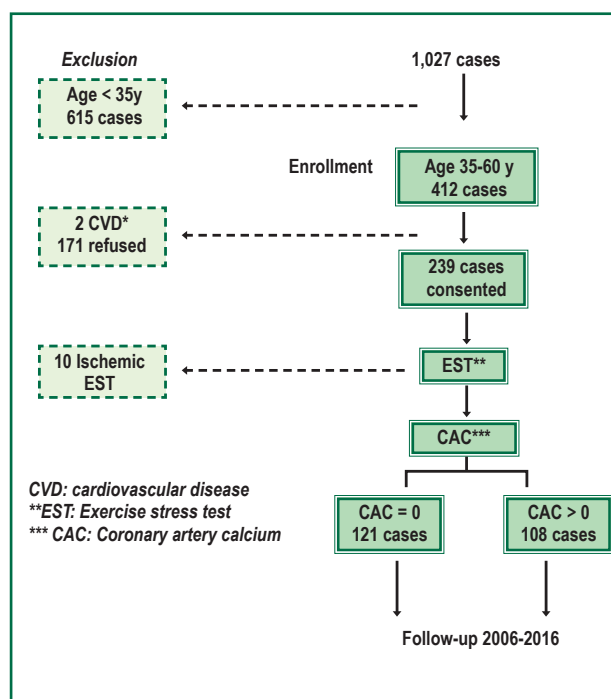 Exclusion
1,027 cases
Age < 35y
615 cases
Enrollment
Age 35-60 y
412 cases
2 CVD*
171 refused
239 cases
consented
10 Ischemic
EST
EST**
CAC***
CVD: cardiovascular disease
**EST: Exercise stress test
*** CAC: Coronary artery calcium
CAC = 0
121 cases
CAC > 0
108 cases
Follow-up 2006-2016